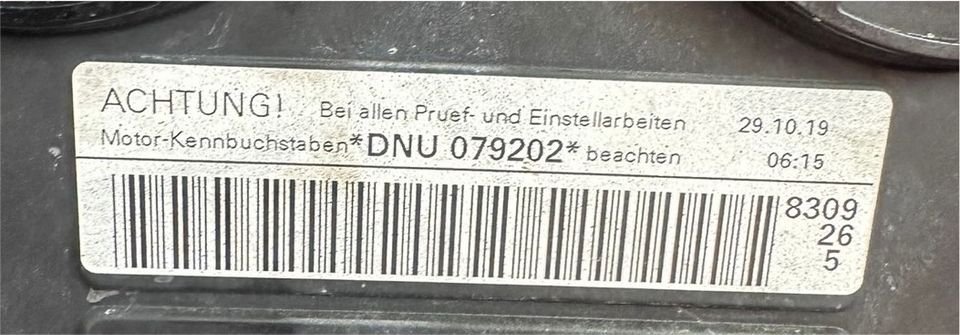 ACHTUNG! Bei allen Pruef- und Einstellarbeiten 29.10.19
Motor-Kennbuchstaben*DNU 079202* beachten 06:15
8309
26
5